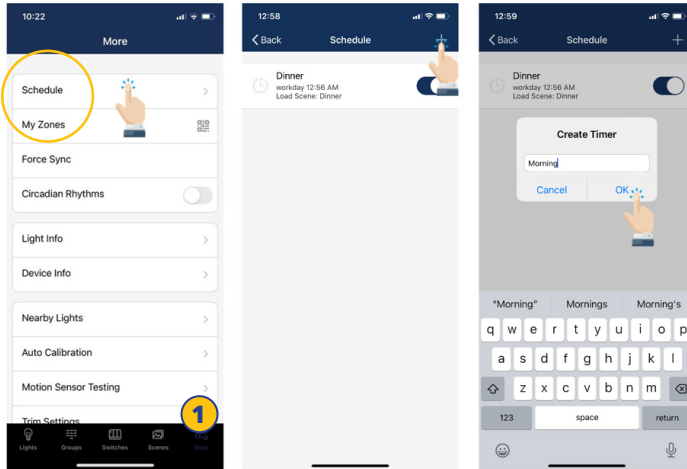 10:22
More
Schedule
My Zones
Force Sync
Circadian Rhythms
Light Info
Device Info
Nearby Lights
Auto Calibration
Motion Sensor Testing
Trim Settings
1
Lights Groups Switches Scenes More
12:58
Back Schedule
Dinner
workday 12:56 AM
Load Scene: Dinner
12:59
Back Schedule
Dinner
workday 12:56 AM
Load Scene: Dinner
Create Timer
Morning
Cancel OK
"Morning" Mornings Morning's
q w e r t y u i o p
a s d f g h j k l
z x c v b n m
123 space return